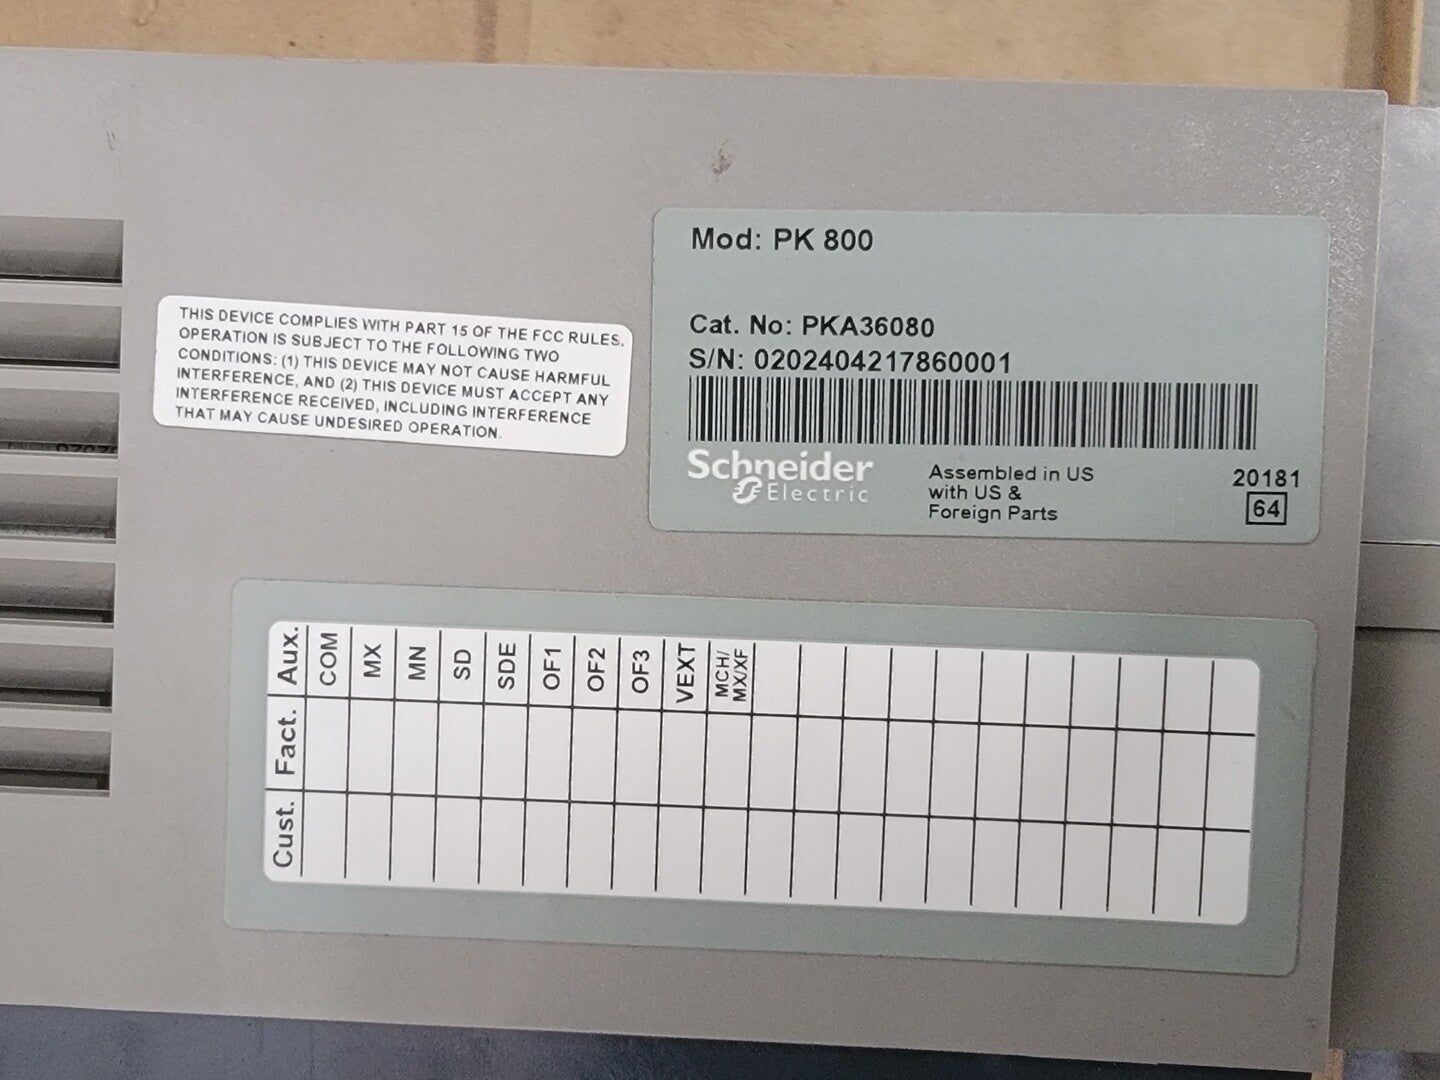 Mod: PK 800
Cat. No: PKA36080
S/N: 0202404217860001
Schneider
Electric
Assembled in US
with US &
Foreign Parts
20181
64
THIS DEVICE COMPLIES WITH PART 15 OF THE FCC RULES.
OPERATION IS SUBJECT TO THE FOLLOWING TWO
CONDITIONS: (1) THIS DEVICE MAY NOT CAUSE HARMFUL
INTERFERENCE, AND (2) THIS DEVICE MUST ACCEPT ANY
INTERFERENCE RECEIVED, INCLUDING INTERFERENCE
THAT MAY CAUSE UNDESIRED OPERATION.
Cust. Fact. Aux.
COM
MX
MN
SD
SDE
OF1
OF2
OF3
VEXT
MCH/
MX/XF